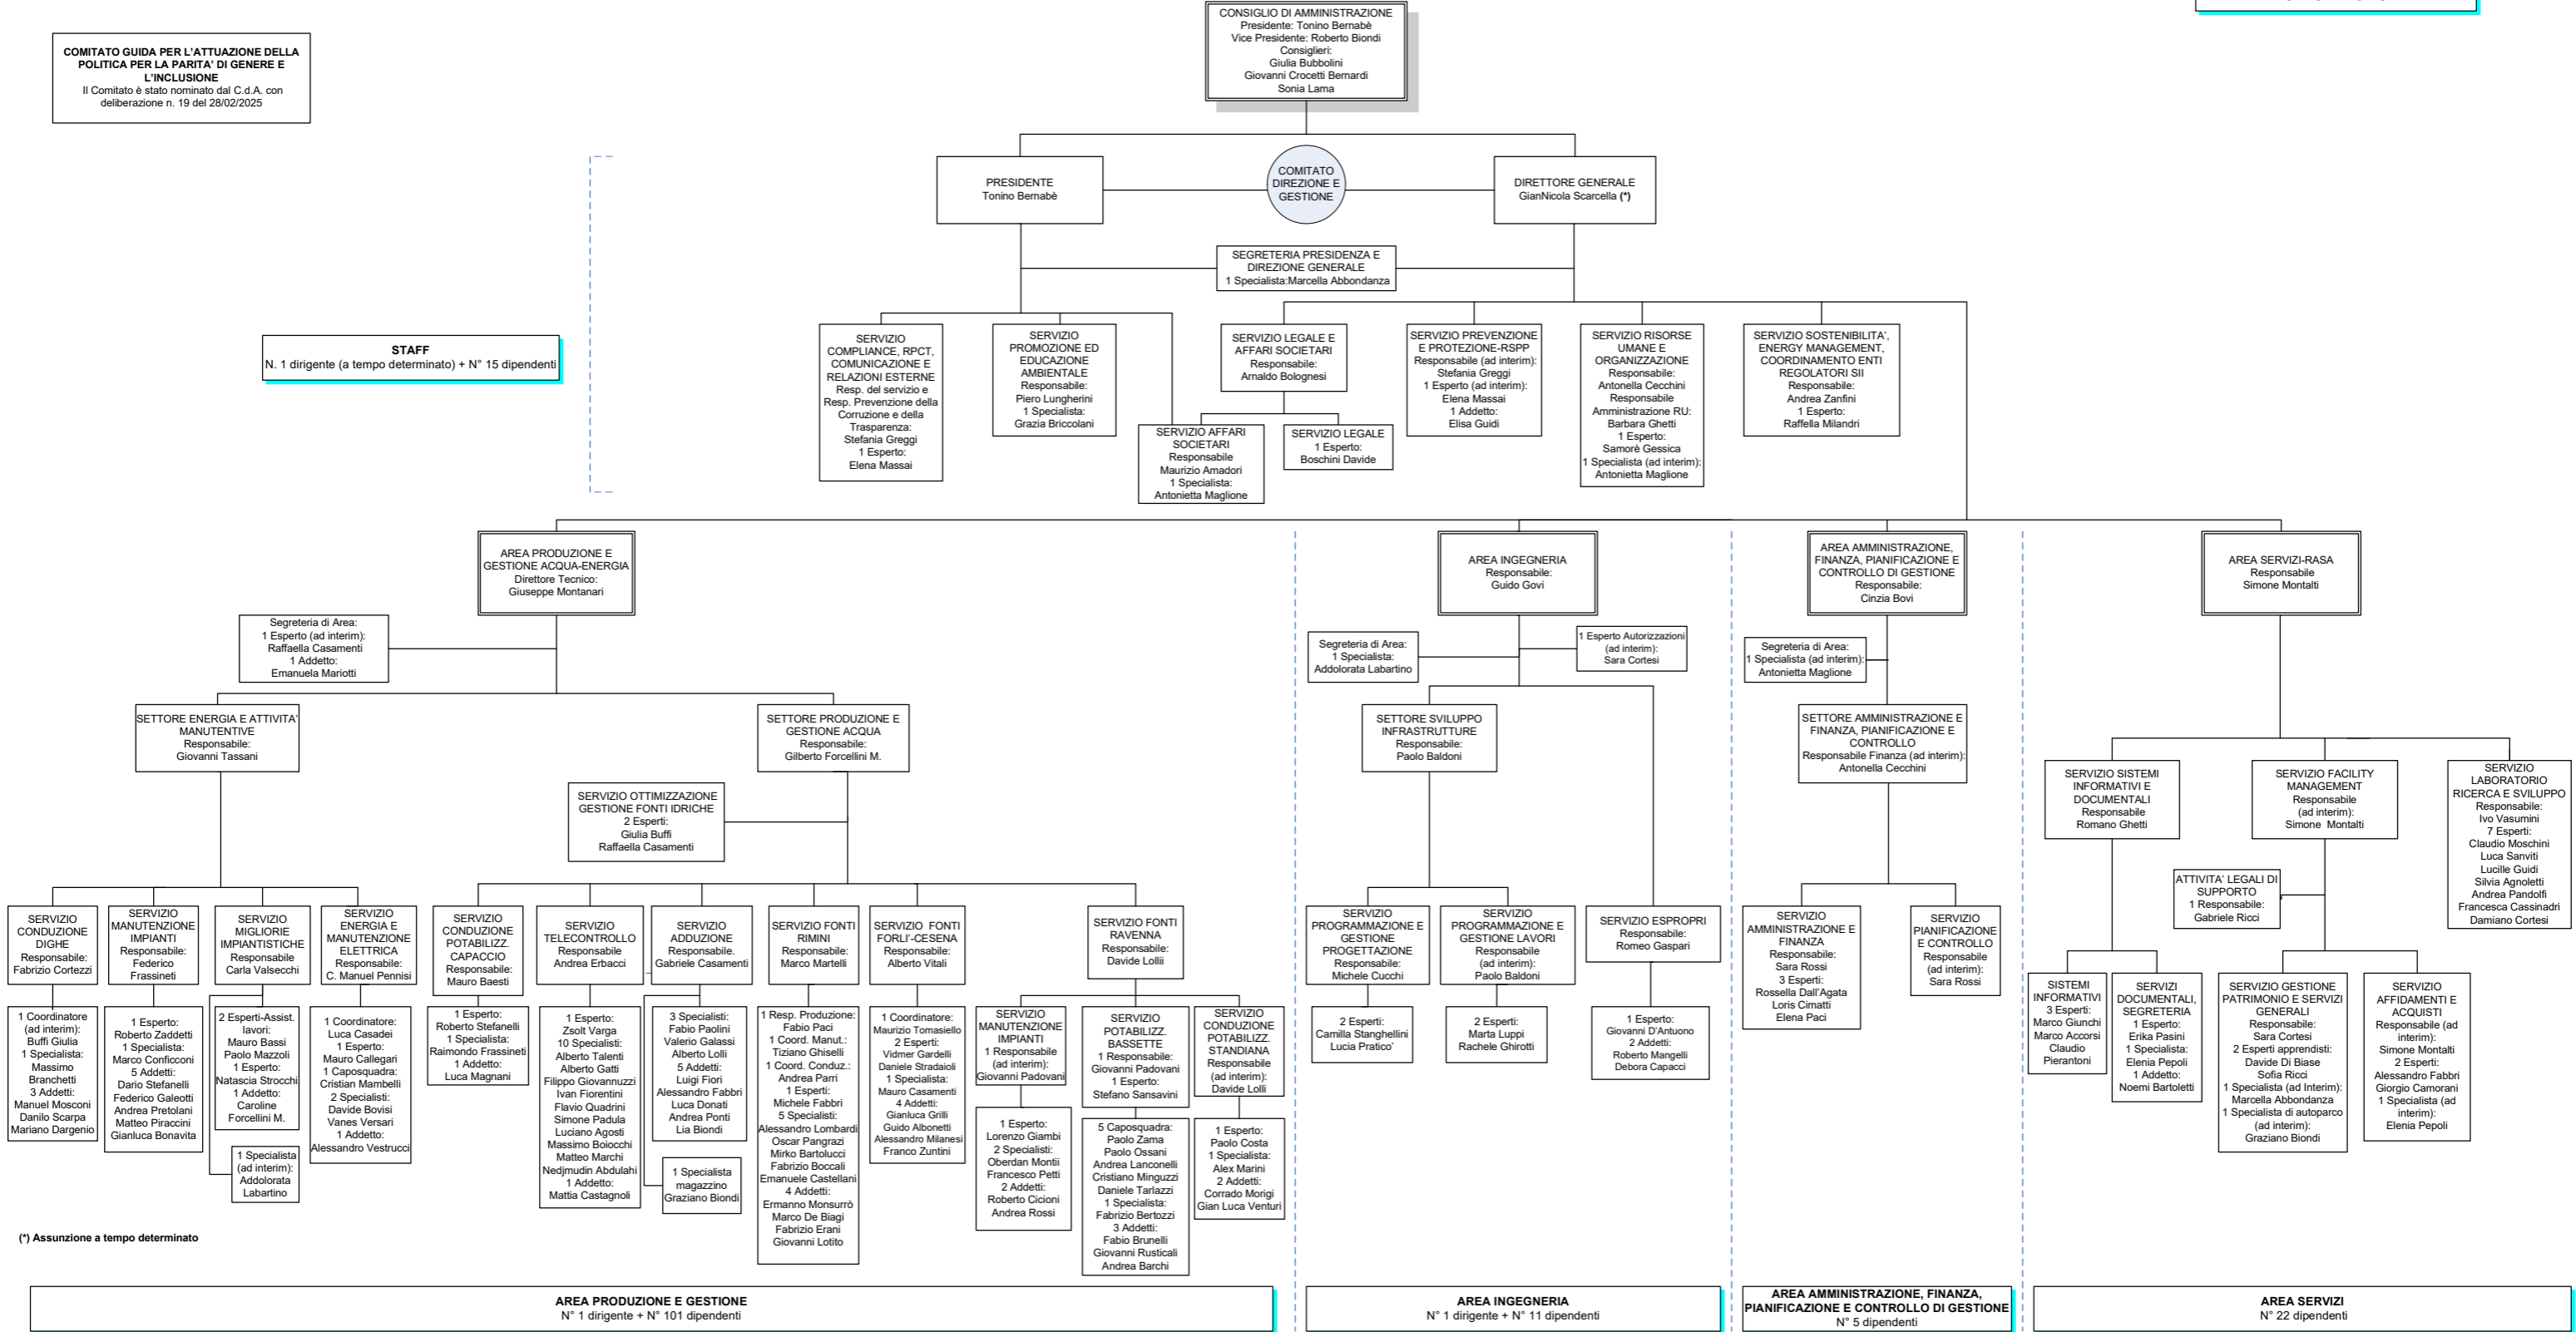 CONSIGLIO DI AMMINISTRAZIONE
Presidente: Tonino Bernabè
Vice Presidente: Roberto Biondi
Consiglieri:
Giulia Bubbolini
Giovanni Crocetti Bernardi
Sonia Lama
COMITATO GUIDA PER L'ATTUAZIONE DELLA
POLITICA PER LA PARITA' DI GENERE E
L'INCLUSIONE
Il Comitato è stato nominato dal C.d.A. con
deliberazione n. 19 del 28/02/2025
PRESIDENTE
Tonino Bernabè
COMITATO
DIREZIONE E
GESTIONE
DIRETTORE GENERALE
GianNicola Scarcella (*)
SEGRETERIA PRESIDENZA E
DIREZIONE GENERALE
1 Specialista:Marcella Abbondanza
STAFF
N. 1 dirigente (a tempo determinato) + N° 15 dipendenti
SERVIZIO
COMPLIANCE, RPCT,
COMUNICAZIONE E
RELAZIONI ESTERNE
Resp. del servizio e
Resp. Prevenzione della
Corruzione e della
Trasparenza:
Stefania Greggi
1 Esperto:
Elena Massai
SERVIZIO
PROMOZIONE ED
EDUCAZIONE
AMBIENTALE
Responsabile:
Piero Lungherini
1 Specialista:
Grazia Briccolani
SERVIZIO AFFARI
SOCIETARI
Responsabile
Maurizio Amadori
1 Specialista:
Antonietta Maglione
SERVIZIO LEGALE E
AFFARI SOCIETARI
Responsabile:
Arnaldo Bolognesi
SERVIZIO LEGALE
1 Esperto:
Boschini Davide
SERVIZIO PREVENZIONE
E PROTEZIONE-RSPP
Responsabile (ad interim):
Stefania Greggi
1 Esperto (ad interim):
Elena Massai
1 Addetto:
Elisa Guidi
SERVIZIO RISORSE
UMANE E
ORGANIZZAZIONE
Responsabile:
Antonella Cecchini
Responsabile
Amministrazione RU:
Barbara Ghetti
1 Esperto:
Samorè Gessica
1 Specialista (ad interim):
Antonietta Maglione
SERVIZIO SOSTENIBILITA',
ENERGY MANAGEMENT,
COORDINAMENTO ENTI
REGOLATORI SII
Responsabile:
Andrea Zanfini
1 Esperto:
Raffella Milandri
AREA PRODUZIONE E
GESTIONE ACQUA-ENERGIA
Direttore Tecnico:
Giuseppe Montanari
AREA INGEGNERIA
Responsabile:
Guido Govi
AREA AMMINISTRAZIONE,
FINANZA, PIANIFICAZIONE E
CONTROLLO DI GESTIONE
Responsabile:
Cinzia Bovi
AREA SERVIZI-RASA
Responsabile
Simone Montalti
Segreteria di Area:
1 Esperto (ad interim):
Raffaella Casamenti
1 Addetto:
Emanuela Mariotti
Segreteria di Area:
1 Specialista:
Addolorata Labartino
1 Esperto Autorizzazioni
(ad interim):
Sara Cortesi
Segreteria di Area:
1 Specialista (ad interim):
Antonietta Maglione
SETTORE ENERGIA E ATTIVITA'
MANUTENTIVE
Responsabile:
Giovanni Tassani
SETTORE PRODUZIONE E
GESTIONE ACQUA
Responsabile:
Gilberto Forcellini M.
SETTORE SVILUPPO
INFRASTRUTTURE
Responsabile:
Paolo Baldoni
SETTORE AMMINISTRAZIONE E
FINANZA, PIANIFICAZIONE E
CONTROLLO
Responsabile Finanza (ad interim):
Antonella Cecchini
SERVIZIO OTTIMIZZAZIONE
GESTIONE FONTI IDRICHE
2 Esperti:
Giulia Buffi
Raffaella Casamenti
SERVIZIO SISTEMI
INFORMATIVI E
DOCUMENTALI
Responsabile
Romano Ghetti
SERVIZIO FACILITY
MANAGEMENT
Responsabile
(ad interim):
Simone  Montalti
SERVIZIO
LABORATORIO
RICERCA E SVILUPPO
Responsabile:
Ivo Vasumini
7 Esperti:
Claudio Moschini
Luca Sanviti
Lucille Guidi
Silvia Agnoletti
Andrea Pandolfi
Francesca Cassinadri
Damiano Cortesi
ATTIVITA' LEGALI DI
SUPPORTO
1 Responsabile:
Gabriele Ricci
SERVIZIO
CONDUZIONE
DIGHE
Responsabile:
Fabrizio Cortezzi
SERVIZIO
MANUTENZIONE
IMPIANTI
Responsabile:
Federico
Frassineti
SERVIZIO
MIGLIORIE
IMPIANTISTICHE
Responsabile
Carla Valsecchi
SERVIZIO
ENERGIA E
MANUTENZIONE
ELETTRICA
Responsabile:
C. Manuel Pennisi
SERVIZIO
CONDUZIONE
POTABILIZZ.
CAPACCIO
Responsabile:
Mauro Baesti
SERVIZIO
TELECONTROLLO
Responsabile
Andrea Erbacci
SERVIZIO
ADDUZIONE
Responsabile.
Gabriele Casamenti
SERVIZIO FONTI
RIMINI
Responsabile:
Marco Martelli
SERVIZIO  FONTI
FORLI'-CESENA
Responsabile:
Alberto Vitali
SERVIZIO FONTI
RAVENNA
Responsabile:
Davide Lollii
SERVIZIO
PROGRAMMAZIONE E
GESTIONE
PROGETTAZIONE
Responsabile:
Michele Cucchi
SERVIZIO
PROGRAMMAZIONE E
GESTIONE LAVORI
Responsabile
(ad interim):
Paolo Baldoni
SERVIZIO ESPROPRI
Responsabile:
Romeo Gaspari
SERVIZIO
AMMINISTRAZIONE E
FINANZA
Responsabile:
Sara Rossi
3 Esperti:
Rossella Dall'Agata
Loris Cimatti
Elena Paci
SERVIZIO
PIANIFICAZIONE
E CONTROLLO
Responsabile
(ad interim):
Sara Rossi
1 Coordinatore
(ad interim):
Buffi Giulia
1 Specialista:
Massimo
Branchetti
3 Addetti:
Manuel Mosconi
Danilo Scarpa
Mariano Dargenio
1 Esperto:
Roberto Zaddetti
1 Specialista:
Marco Conficconi
5 Addetti:
Dario Stefanelli
Federico Galeotti
Andrea Pretolani
Matteo Piraccini
Gianluca Bonavita
2 Esperti-Assist.
lavori:
Mauro Bassi
Paolo Mazzoli
1 Esperto:
Natascia Strocchi
1 Addetto:
Caroline
Forcellini M.
1 Specialista
(ad interim):
Addolorata
Labartino
1 Coordinatore:
Luca Casadei
1 Esperto:
Mauro Callegari
1 Caposquadra:
Cristian Mambelli
2 Specialisti:
Davide Bovisi
Vanes Versari
1 Addetto:
Alessandro Vestrucci
1 Esperto:
Roberto Stefanelli
1 Specialista:
Raimondo Frassineti
1 Addetto:
Luca Magnani
1 Esperto:
Zsolt Varga
10 Specialisti:
Alberto Talenti
Alberto Gatti
Filippo Giovannuzzi
Ivan Fiorentini
Flavio Quadrini
Simone Padula
Luciano Agosti
Massimo Boiocchi
Matteo Marchi
Nedjmudin Abdulahi
1 Addetto:
Mattia Castagnoli
3 Specialisti:
Fabio Paolini
Valerio Galassi
Alberto Lolli
5 Addetti:
Luigi Fiori
Alessandro Fabbri
Luca Donati
Andrea Ponti
Lia Biondi
1 Specialista
magazzino
Graziano Biondi
1 Resp. Produzione:
Fabio Paci
1 Coord. Manut.:
Tiziano Ghiselli
1 Coord. Conduz.:
Andrea Parri
1 Esperti:
Michele Fabbri
5 Specialisti:
Alessandro Lombardi
Oscar Pangrazi
Mirko Bartolucci
Fabrizio Boccali
Emanuele Castellani
4 Addetti:
Ermanno Monsurrò
Marco De Biagi
Fabrizio Erani
Giovanni Lotito
1 Coordinatore:
Maurizio Tomasiello
2 Esperti:
Vidmer Gardelli
Daniele Stradaioli
1 Specialista:
Mauro Casamenti
4 Addetti:
Gianluca Grilli
Guido Albonetti
Alessandro Milanesi
Franco Zuntini
SERVIZIO
MANUTENZIONE
IMPIANTI
1 Responsabile
(ad interim):
Giovanni Padovani
1 Esperto:
Lorenzo Giambi
2 Specialisti:
Oberdan Montii
Francesco Petti
2 Addetti:
Roberto Cicioni
Andrea Rossi
SERVIZIO
POTABILIZZ.
BASSETTE
1 Responsabile:
Giovanni Padovani
1 Esperto:
Stefano Sansavini
5 Caposquadra:
Paolo Zama
Paolo Ossani
Andrea Lanconelli
Cristiano Minguzzi
Daniele Tarlazzi
1 Specialista:
Fabrizio Bertozzi
3 Addetti:
Fabio Brunelli
Giovanni Rusticali
Andrea Barchi
SERVIZIO
CONDUZIONE
POTABILIZZ.
STANDIANA
Responsabile
(ad interim):
Davide Lolli
1 Esperto:
Paolo Costa
1 Specialista:
Alex Marini
2 Addetti:
Corrado Morigi
Gian Luca Venturi
2 Esperti:
Camilla Stanghellini
Lucia Pratico'
2 Esperti:
Marta Luppi
Rachele Ghirotti
1 Esperto:
Giovanni D'Antuono
2 Addetti:
Roberto Mangelli
Debora Capacci
SISTEMI
INFORMATIVI
3 Esperti:
Marco Giunchi
Marco Accorsi
Claudio
Pierantoni
SERVIZI
DOCUMENTALI,
SEGRETERIA
1 Esperto:
Erika Pasini
1 Specialista:
Elenia Pepoli
1 Addetto:
Noemi Bartoletti
SERVIZIO GESTIONE
PATRIMONIO E SERVIZI
GENERALI
Responsabile:
Sara Cortesi
2 Esperti apprendisti:
Davide Di Biase
Sofia Ricci
1 Specialista (ad Interim):
Marcella Abbondanza
1 Specialista di autoparco
(ad interim):
Graziano Biondi
SERVIZIO
AFFIDAMENTI E
ACQUISTI
Responsabile (ad
interim):
Simone Montalti
2 Esperti:
Alessandro Fabbri
Giorgio Camorani
1 Specialista (ad
interim):
Elenia Pepoli
(*) Assunzione a tempo determinato
AREA PRODUZIONE E GESTIONE
N° 1 dirigente + N° 101 dipendenti
AREA INGEGNERIA
N° 1 dirigente + N° 11 dipendenti
AREA AMMINISTRAZIONE, FINANZA,
PIANIFICAZIONE E CONTROLLO DI GESTIONE
N° 5 dipendenti
AREA SERVIZI
N° 22 dipendenti